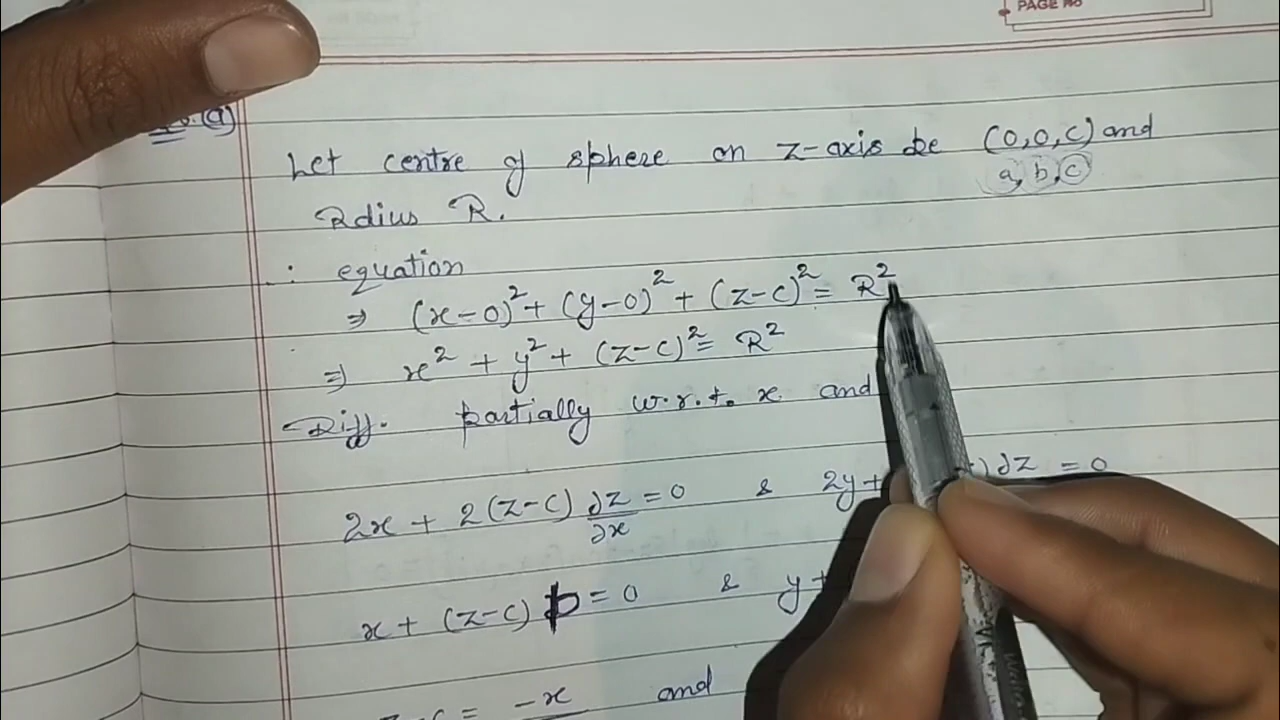 PAGE No
(a)
Let centre of sphere on z-axis be (0,0,c) and
a, b, c
Rdius R.
∴ equation
⇒ (x-0)² + (y-0)² + (z-c)² = R²
⇒ x² + y² + (z-c)² = R²
Diff. partially w.r.t. x and
2x + 2(z-c) ∂z/∂x = 0 & 2y+ ) ∂z = 0
x + (z-c) p = 0 & y+
c = -x and